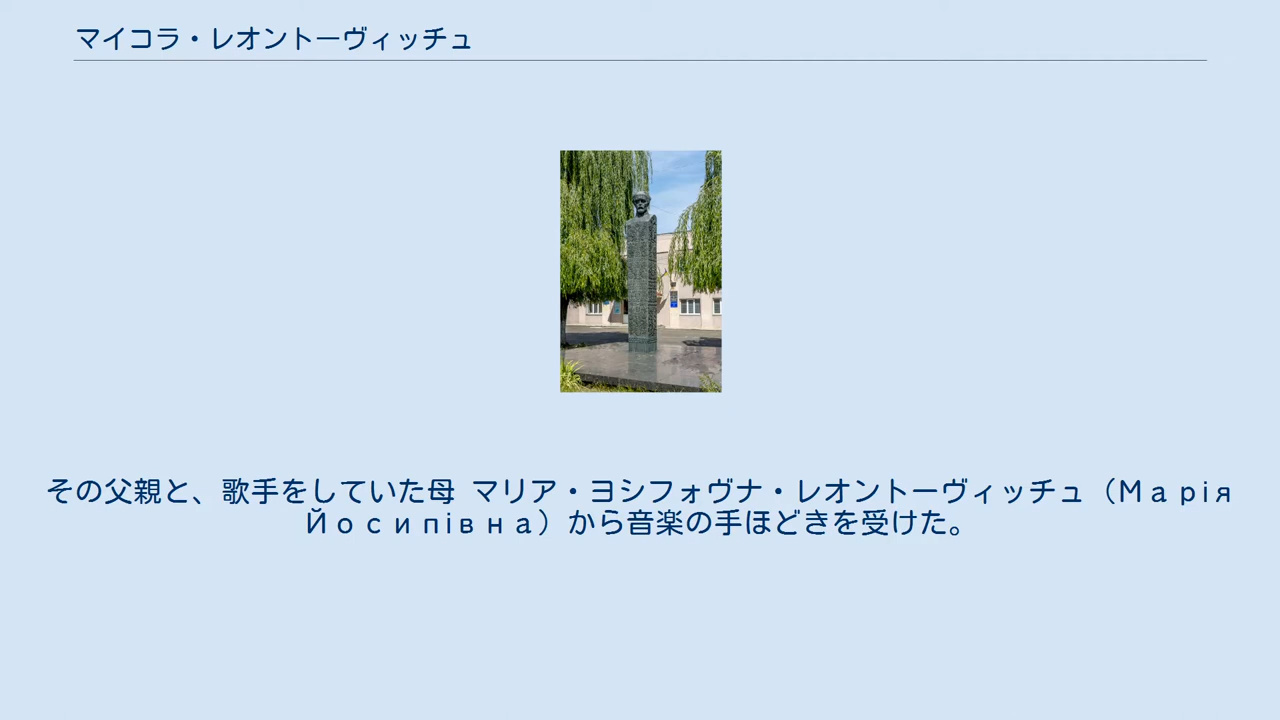 マイコラ・レオントーヴィッチュ
その父親と、歌手をしていた母 マリア・ヨシフォヴナ・レオントーヴィッチュ（Марія
Йосипівна）から音楽の手ほどきを受けた。